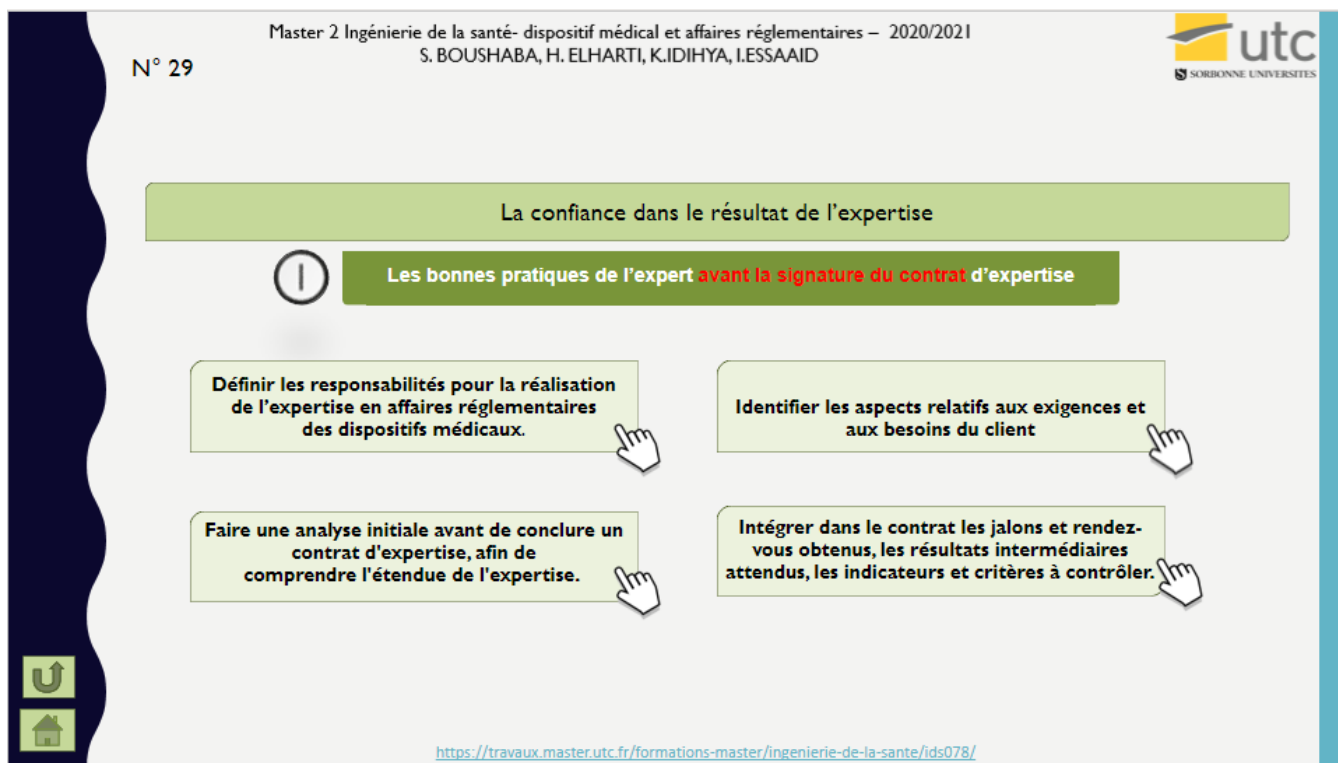 Master 2 Ingénierie de la santé- dispositif médical et affaires réglementaires – 2020/2021
S. BOUSHABA, H. ELHARTI, K.IDIHYA, I.ESSAAID
N° 29
utc
SORBONNE UNIVERSITES
La confiance dans le résultat de l'expertise
1
Les bonnes pratiques de l'expert avant la signature du contrat d'expertise
Définir les responsabilités pour la réalisation
de l'expertise en affaires réglementaires
des dispositifs médicaux.
Identifier les aspects relatifs aux exigences et
aux besoins du client
Faire une analyse initiale avant de conclure un
contrat d'expertise, afin de
comprendre l'étendue de l'expertise.
Intégrer dans le contrat les jalons et rendez-
vous obtenus, les résultats intermédiaires
attendus, les indicateurs et critères à contrôler.
https://travaux.master.utc.fr/formations-master/ingenierie-de-la-sante/ids078/